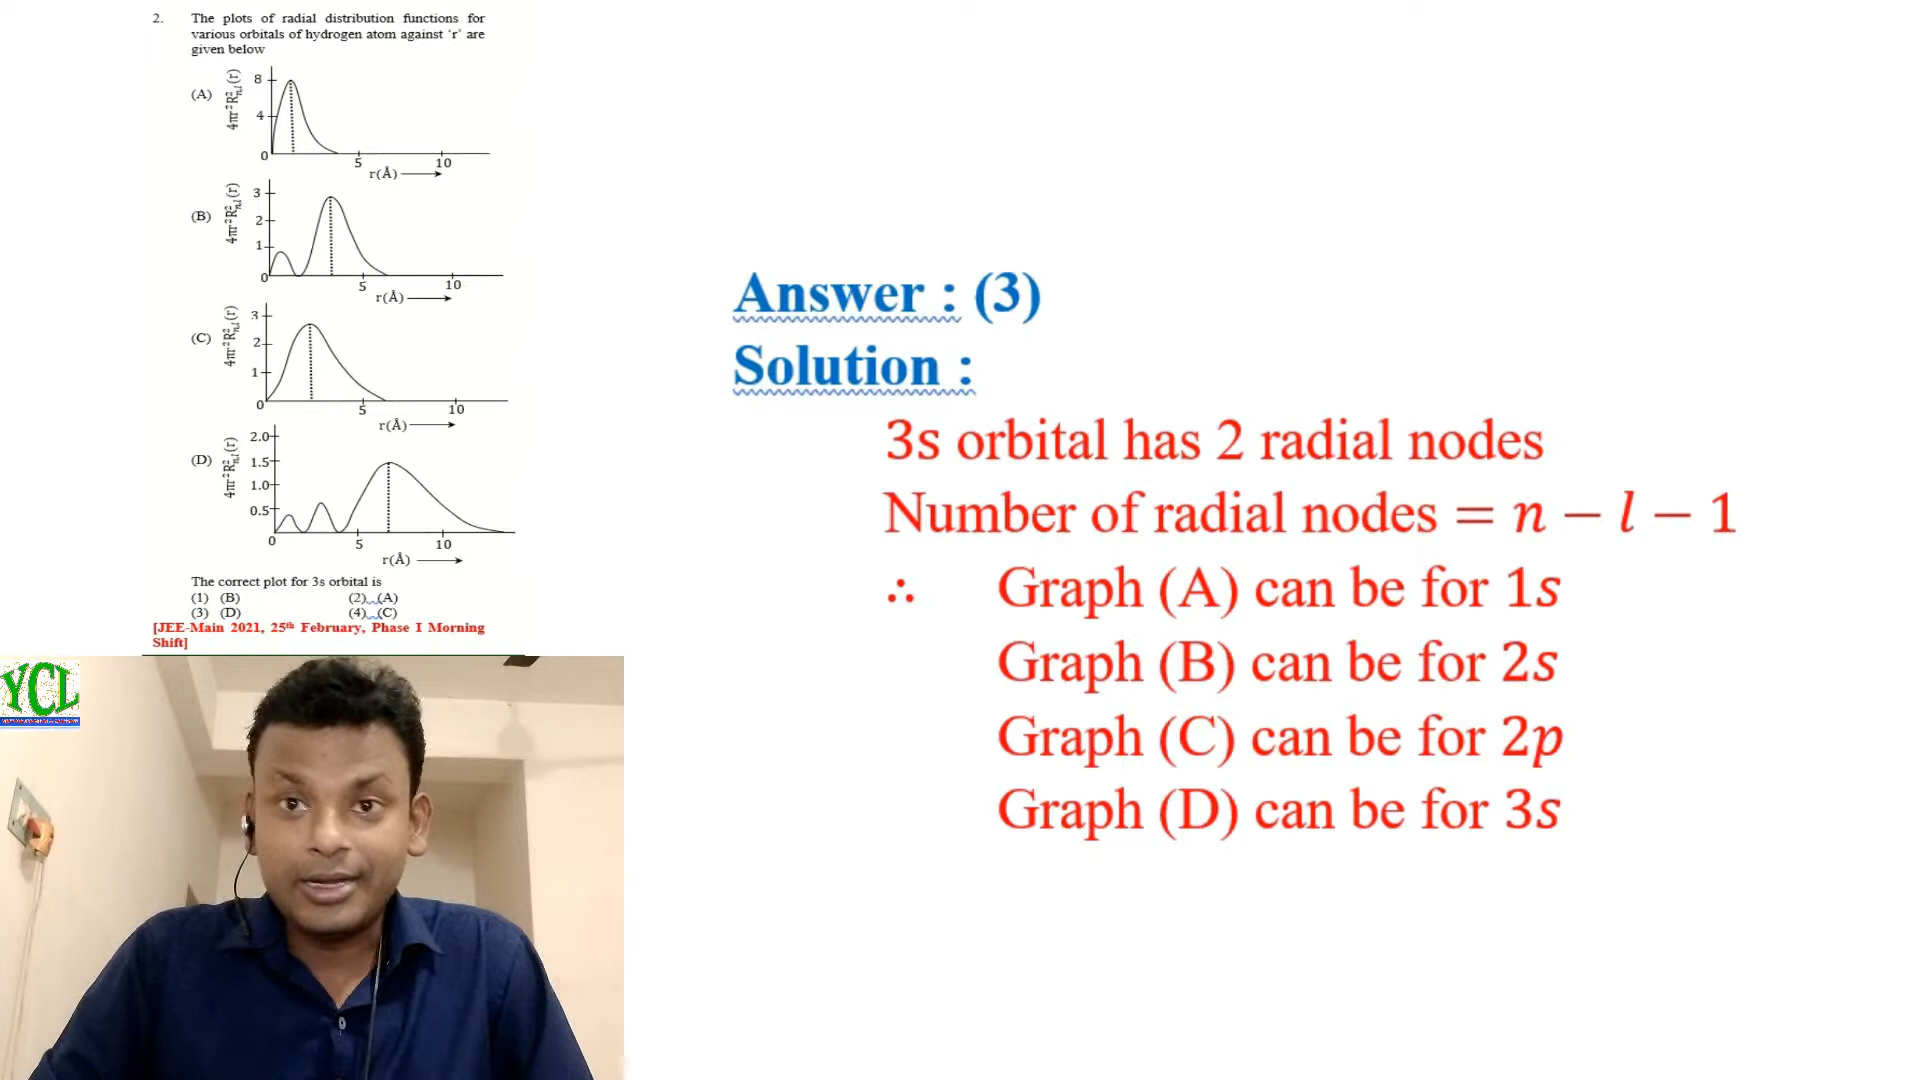 2. The plots of radial distribution functions for
various orbitals of hydrogen atom against 'r' are
given below
(A)
4πr²R²n,l(r)
8
4
0
5
10
r(Å)
(B)
4πr²R²n,l(r)
3
2
1
0
5
10
r(Å)
(C)
4πr²R²n,l(r)
3
2
1
0
5
10
r(Å)
(D)
4πr²R²n,l(r)
2.0
1.5
1.0
0.5
0
5
10
r(Å)
The correct plot for 3s orbital is
(1) (B) (2) (A)
(3) (D) (4) (C)
[JEE-Main 2021, 25th February, Phase I Morning
Shift]
YCL
Answer : (3)
Solution :
3s orbital has 2 radial nodes
Number of radial nodes = n − l − 1
∴ Graph (A) can be for 1s
Graph (B) can be for 2s
Graph (C) can be for 2p
Graph (D) can be for 3s